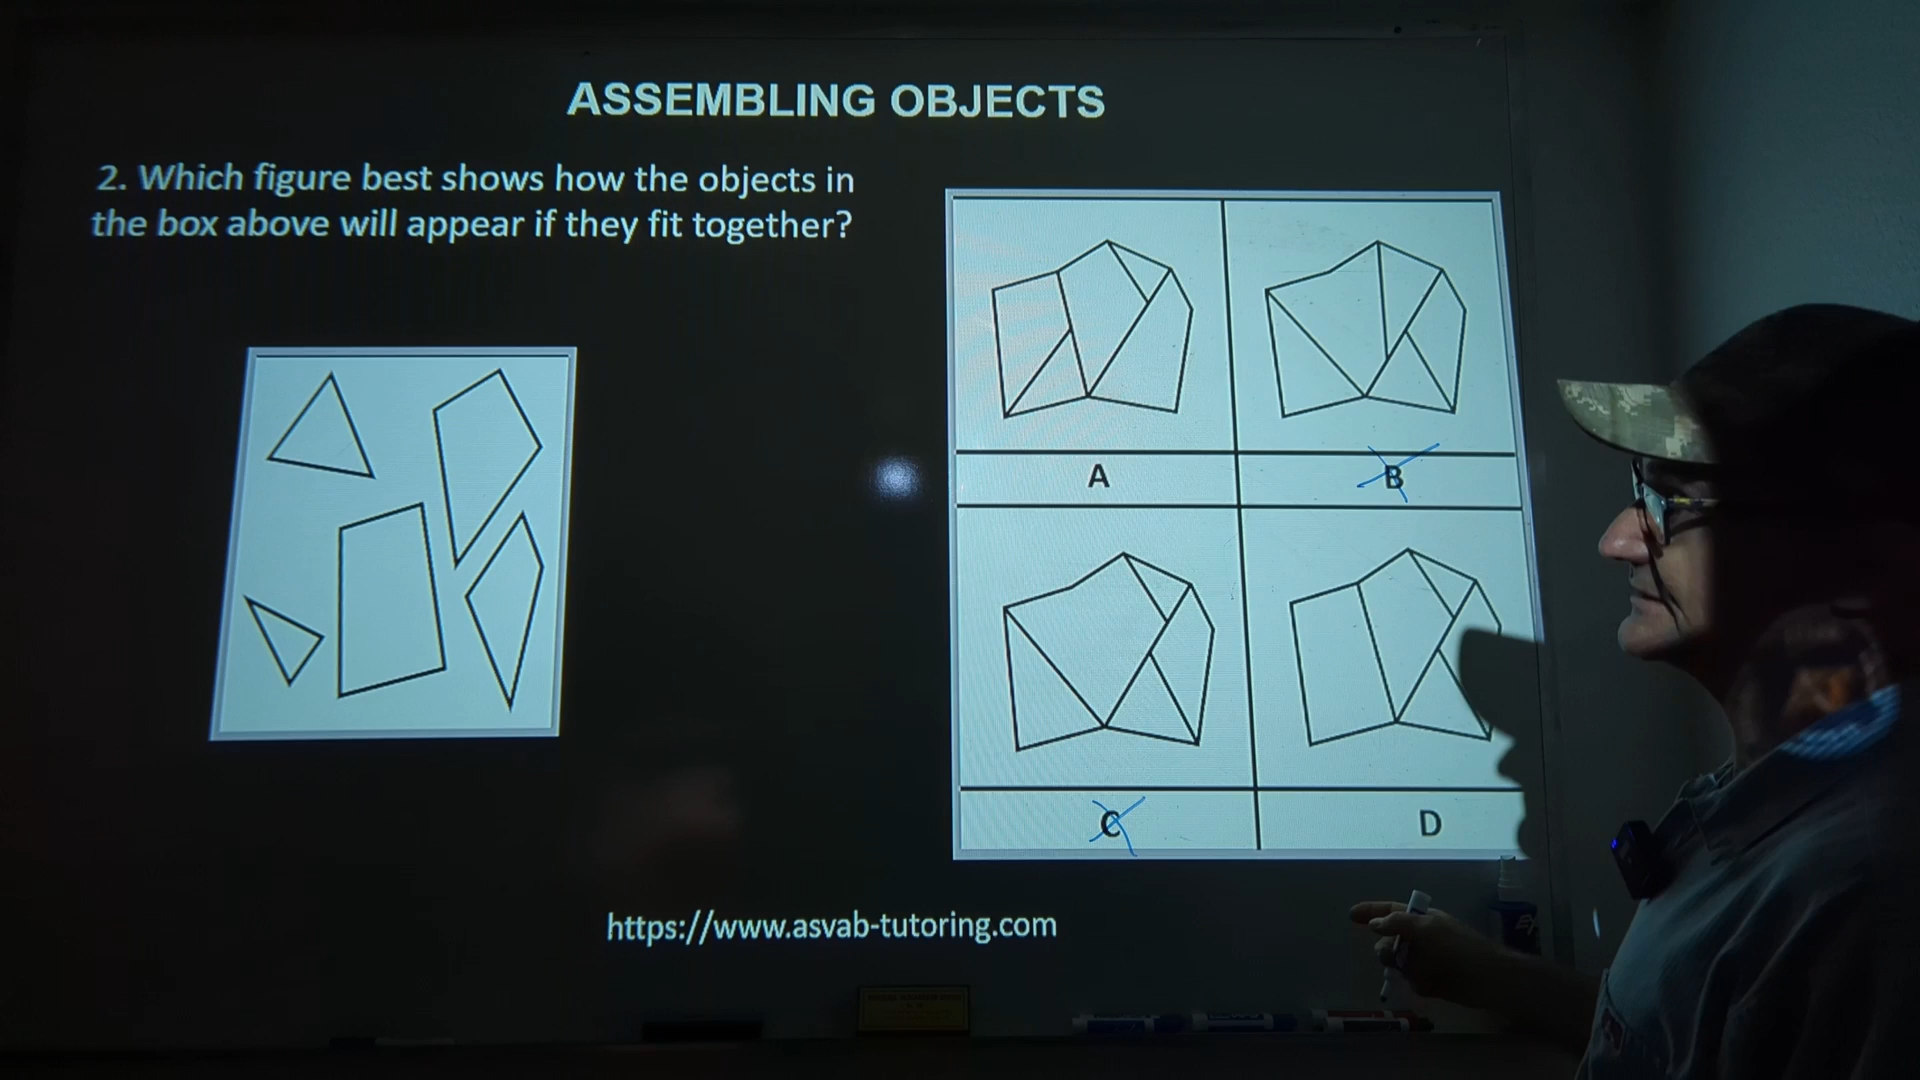 ASSEMBLING OBJECTS
2. Which figure best shows how the objects in
the box above will appear if they fit together?
A
B
C
D
https://www.asvab-tutoring.com